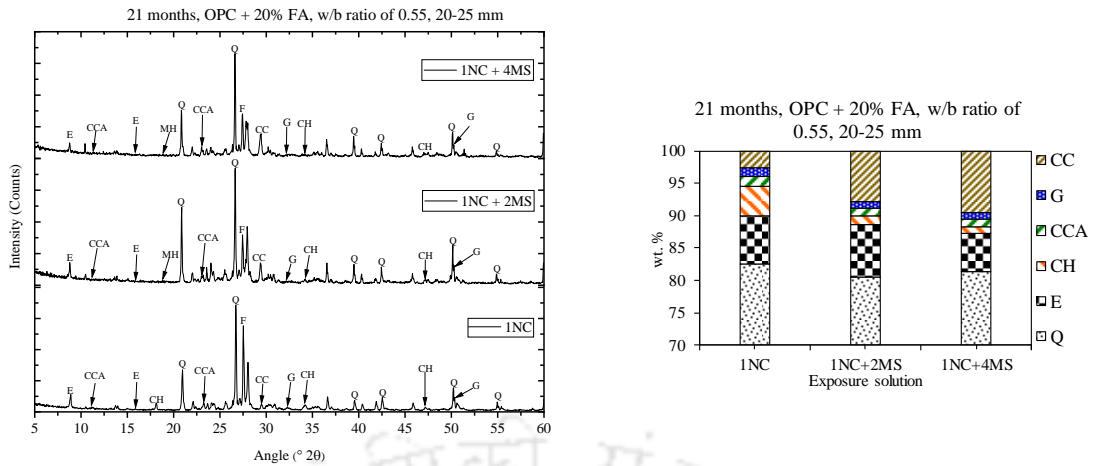 21 months, OPC + 20% FA, w/b ratio of 0.55, 20-25 mm
Q
1NC + 4MS
Q
F
CCA
E
CCA
E
MH
CC
G
CH
Q
Q
CH
Q
G
Q
Q
1NC + 2MS
Q
F
E
CCA
E
MH
CCA
CC
G
CH
Q
Q
CH
Q
G
Q
Q
F
1NC
E
CCA
E
CH
Q
CCA
CC
G
CH
Q
Q
CH
Q
G
Q
5 10 15 20 25 30 35 40 45 50 55 60
Angle (° 2θ)
Intensity (Counts)
21 months, OPC + 20% FA, w/b ratio of
0.55, 20-25 mm
100
95
90
85
80
75
70
wt. %
1NC 1NC+2MS 1NC+4MS
Exposure solution
CC
G
CCA
CH
E
Q